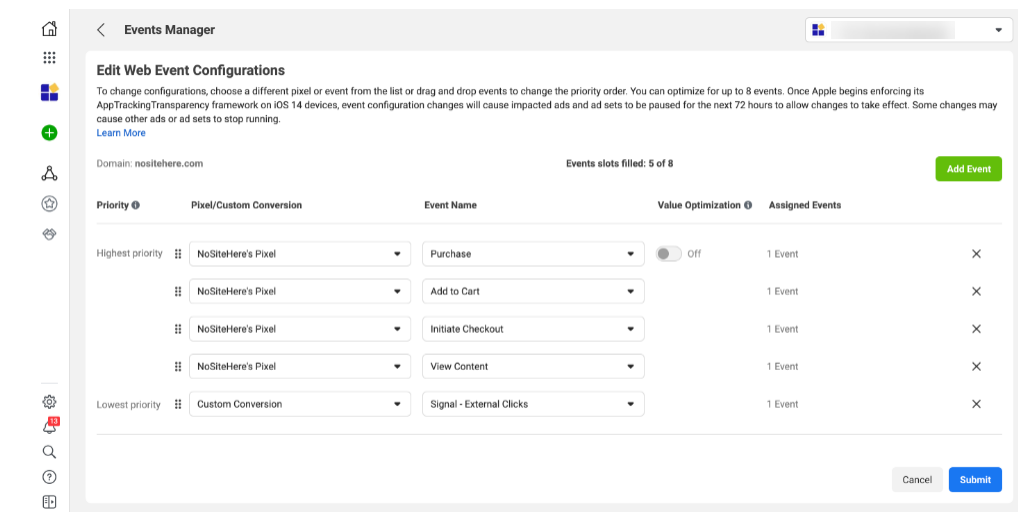 Events Manager
Edit Web Event Configurations
To change configurations, choose a different pixel or event from the list or drag and drop events to change the priority order. You can optimize for up to 8 events. Once Apple begins enforcing its
AppTrackingTransparency framework on iOS 14 devices, event configuration changes will cause impacted ads and ad sets to be paused for the next 72 hours to allow changes to take effect. Some changes may
cause other ads or ad sets to stop running.
Learn More
Domain: nositehere.com Events slots filled: 5 of 8 Add Event
Priority Pixel/Custom Conversion Event Name Value Optimization Assigned Events
Highest priority NoSiteHere's Pixel Purchase Off 1 Event
NoSiteHere's Pixel Add to Cart 1 Event
NoSiteHere's Pixel Initiate Checkout 1 Event
NoSiteHere's Pixel View Content 1 Event
Lowest priority Custom Conversion Signal - External Clicks 1 Event
13
Cancel Submit